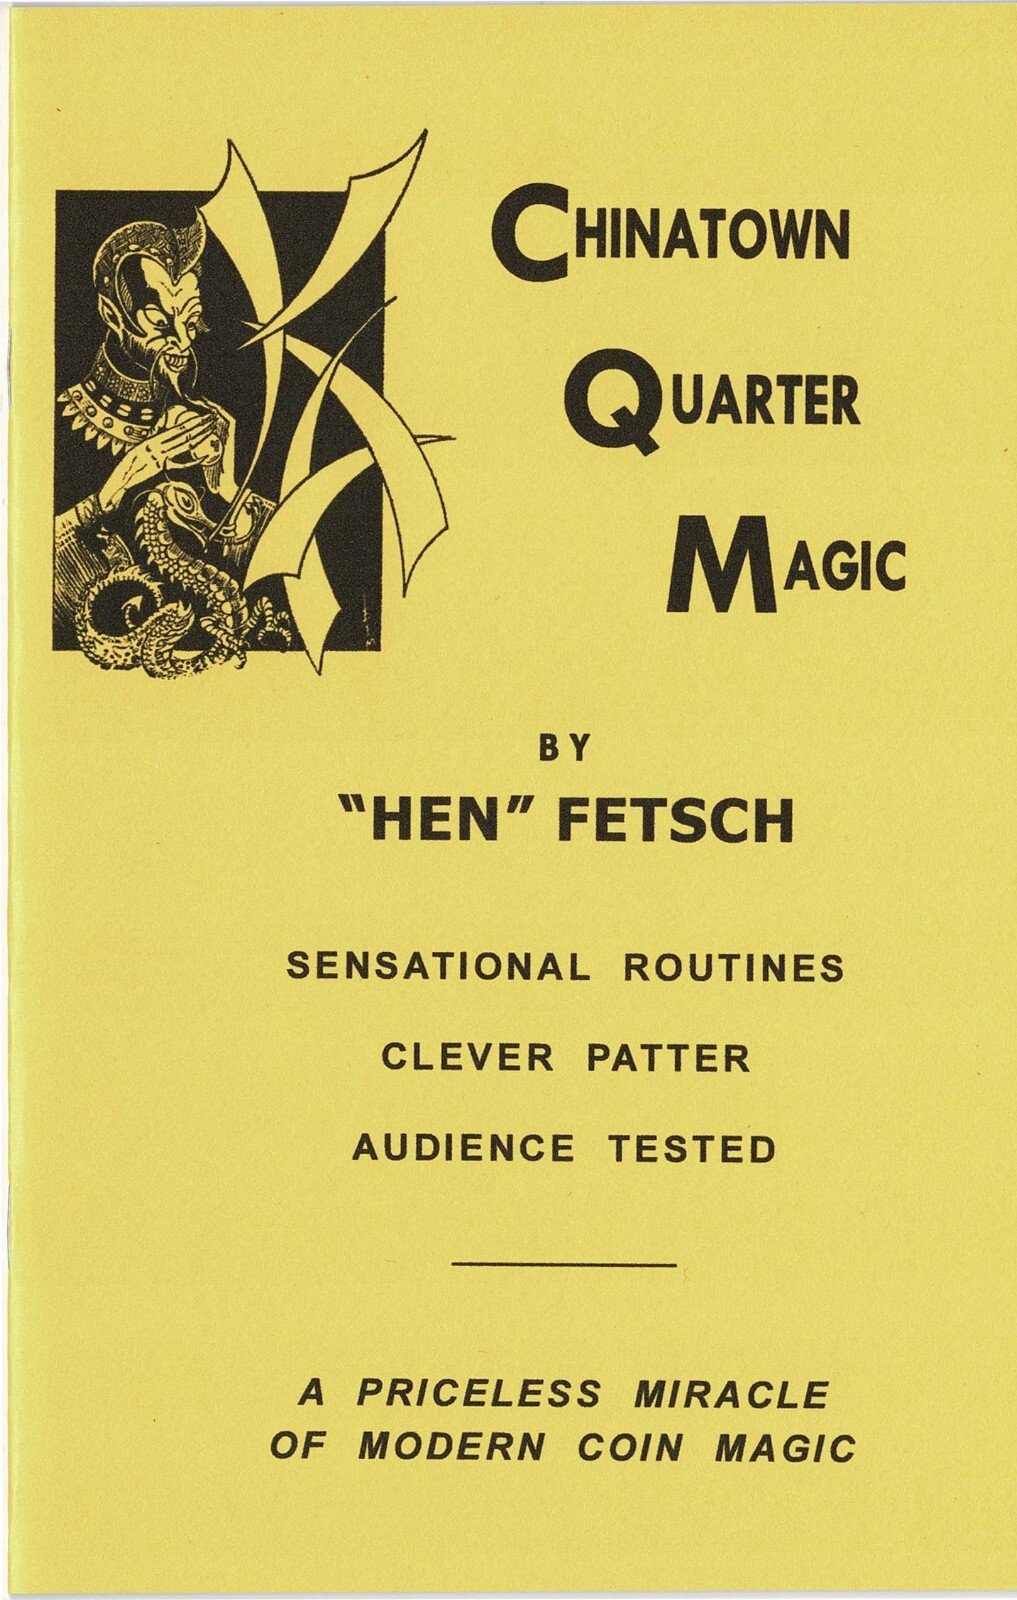 CHINATOWN
QUARTER
MAGIC
BY
"HEN" FETSCH
SENSATIONAL ROUTINES
CLEVER PATTER
AUDIENCE TESTED
A PRICELESS MIRACLE
OF MODERN COIN MAGIC